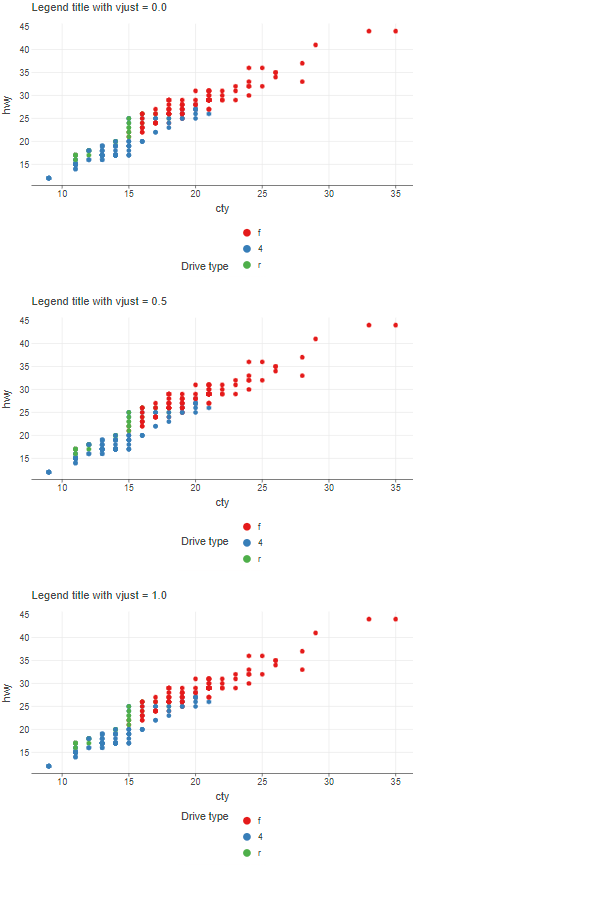 Legend title with vjust = 0.0
45
40
35
30
25
20
15
hwy
10 15 20 25 30 35
cty
f
4
Drive type r
Legend title with vjust = 0.5
45
40
35
30
25
20
15
hwy
10 15 20 25 30 35
cty
f
Drive type 4
r
Legend title with vjust = 1.0
45
40
35
30
25
20
15
hwy
10 15 20 25 30 35
cty
Drive type f
4
r